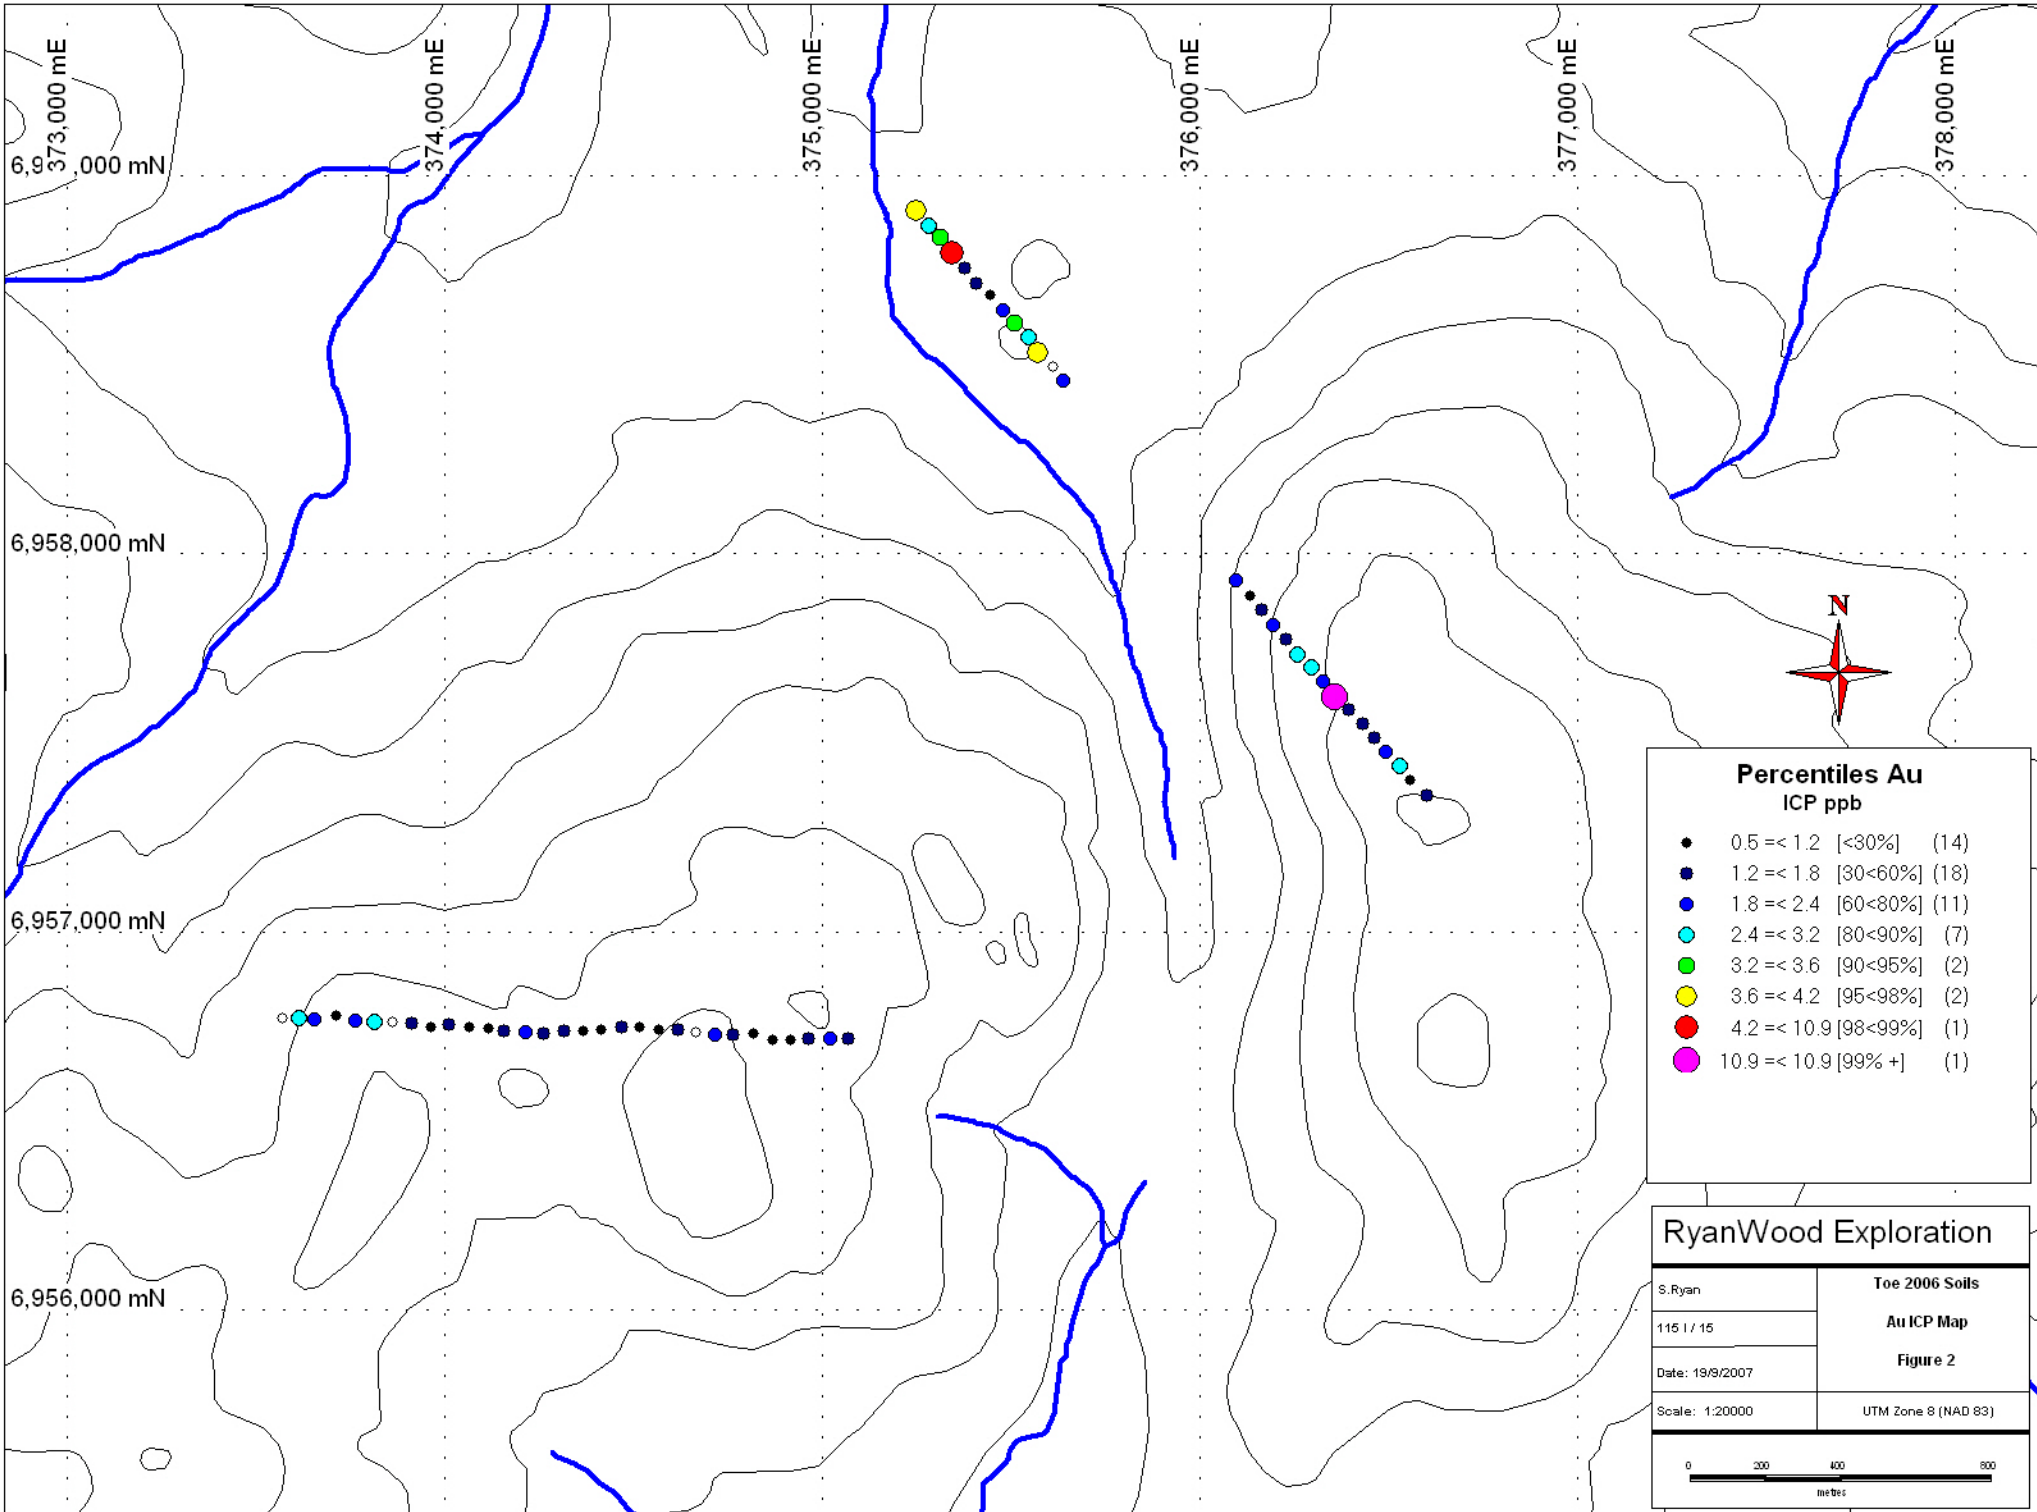 373,000 mE
374,000 mE
375,000 mE
376,000 mE
377,000 mE
378,000 mE
6,958,000 mN
6,957,000 mN
6,956,000 mN
N
Percentiles Au
ICP ppb
0.5 =< 1.2 [<30%] (14)
1.2 =< 1.8 [30<60%] (18)
1.8 =< 2.4 [60<80%] (11)
2.4 =< 3.2 [80<90%] (7)
3.2 =< 3.6 [90<95%] (2)
3.6 =< 4.2 [95<98%] (2)
4.2 =< 10.9 [98<99%] (1)
10.9 =< 10.9 [99% +] (1)
RyanWood Exploration
S.Ryan
115 I / 15
Date: 19/9/2007
Scale: 1:20000
Toe 2006 Soils
Au ICP Map
Figure 2
UTM Zone 8 (NAD 83)
0 200 400 800
metres